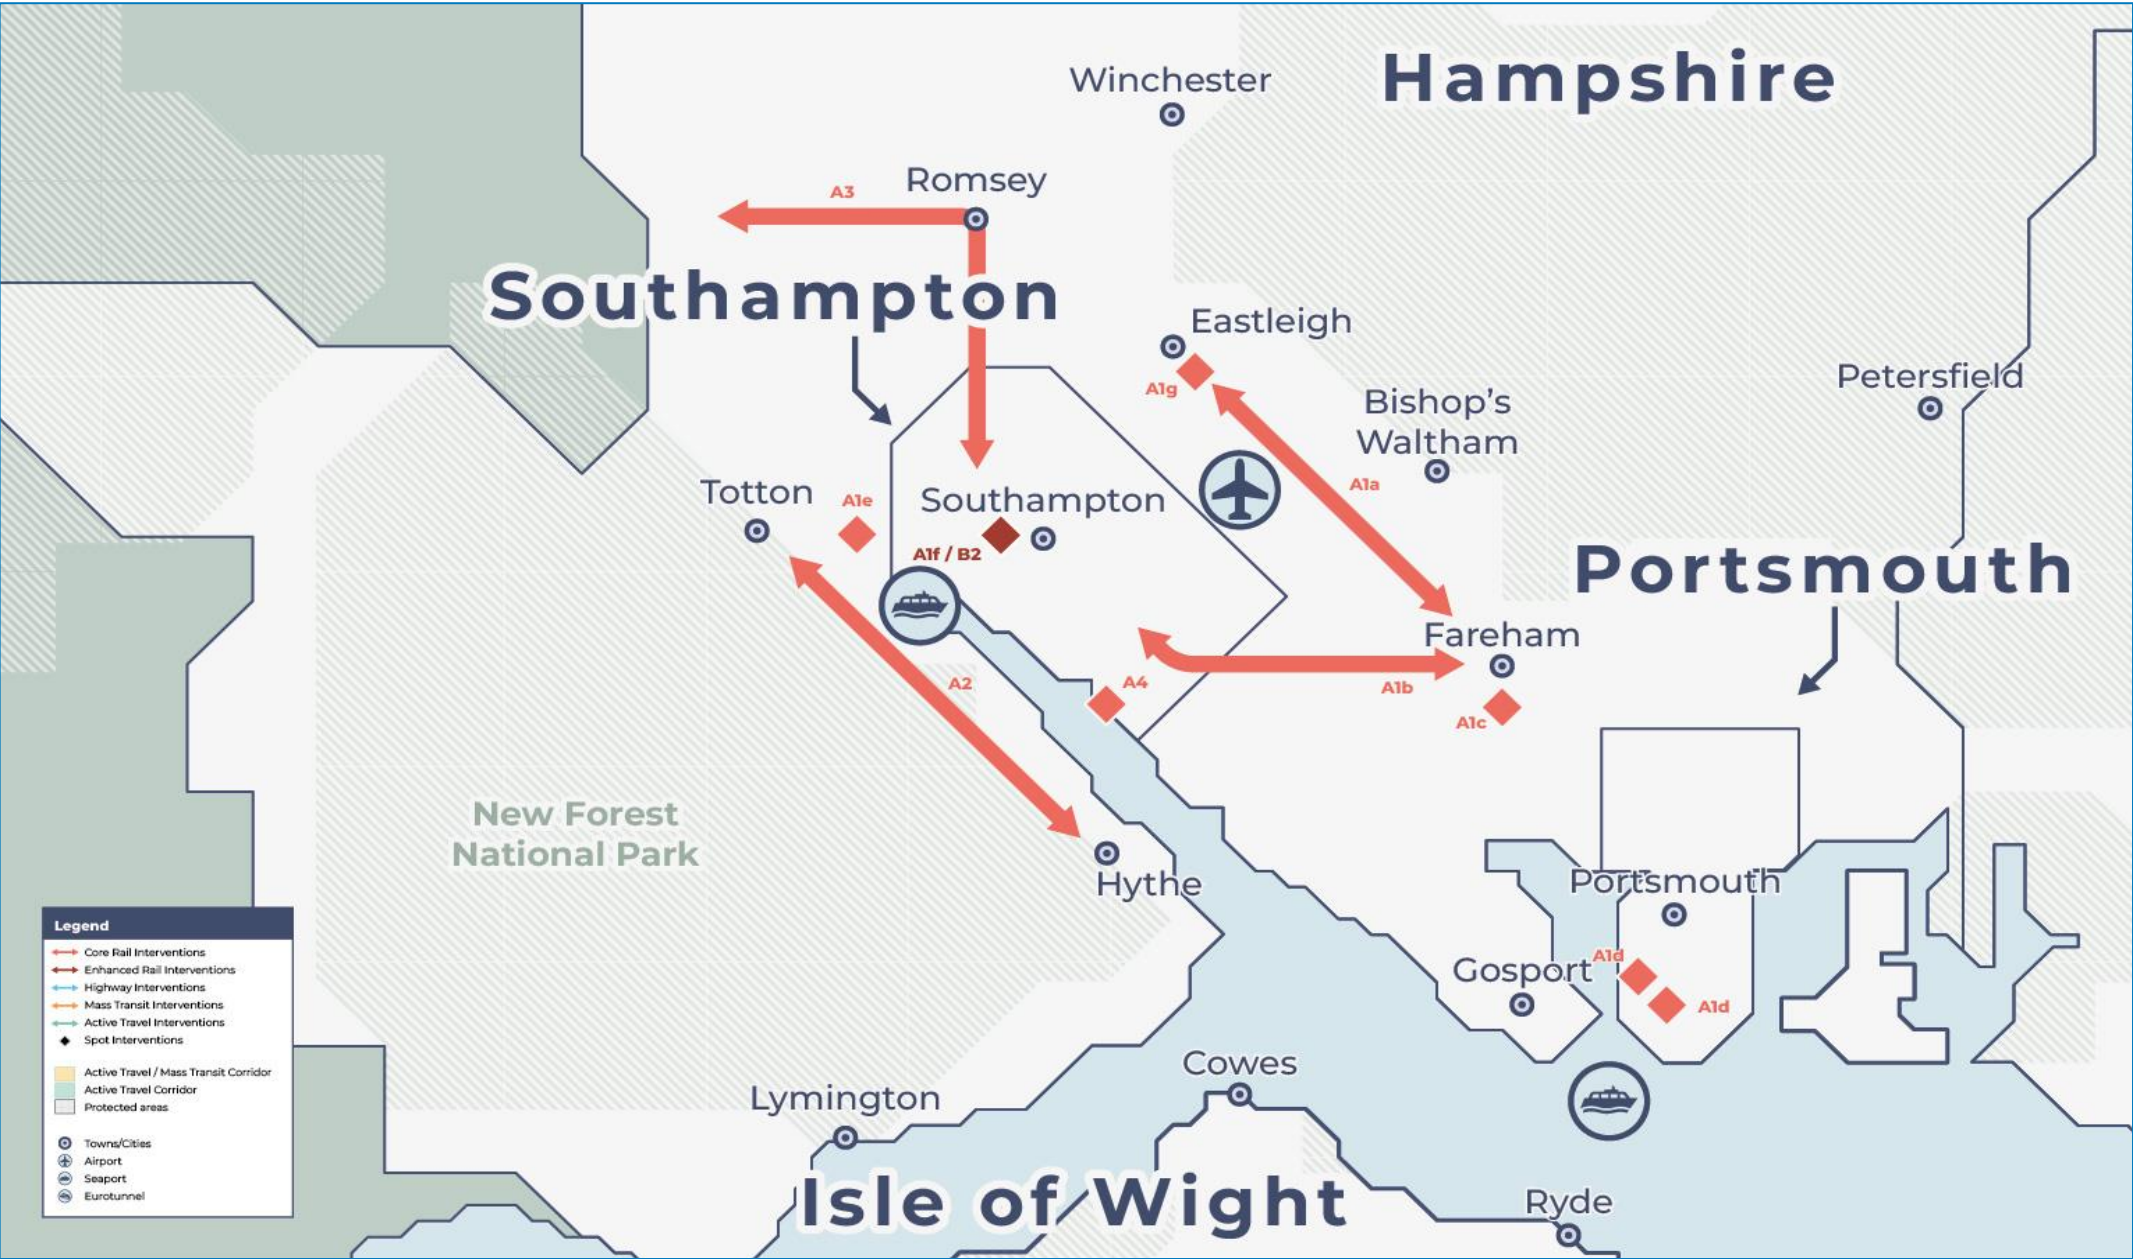 Hampshire
Winchester
Romsey
A3
Southampton
Eastleigh
A1g
Petersfield
Bishop's
Waltham
A1a
Totton
A1e
Southampton
A1f / B2
Portsmouth
Fareham
A2
A4
A1b
A1c
New Forest
National Park
Hythe
Portsmouth
Gosport
A1d
A1d
Cowes
Lymington
Isle of Wight
Ryde
Legend
Core Rail Interventions
Enhanced Rail Interventions
Highway Interventions
Mass Transit Interventions
Active Travel Interventions
Spot Interventions
Active Travel / Mass Transit Corridor
Active Travel Corridor
Protected areas
Towns/Cities
Airport
Seaport
Eurotunnel